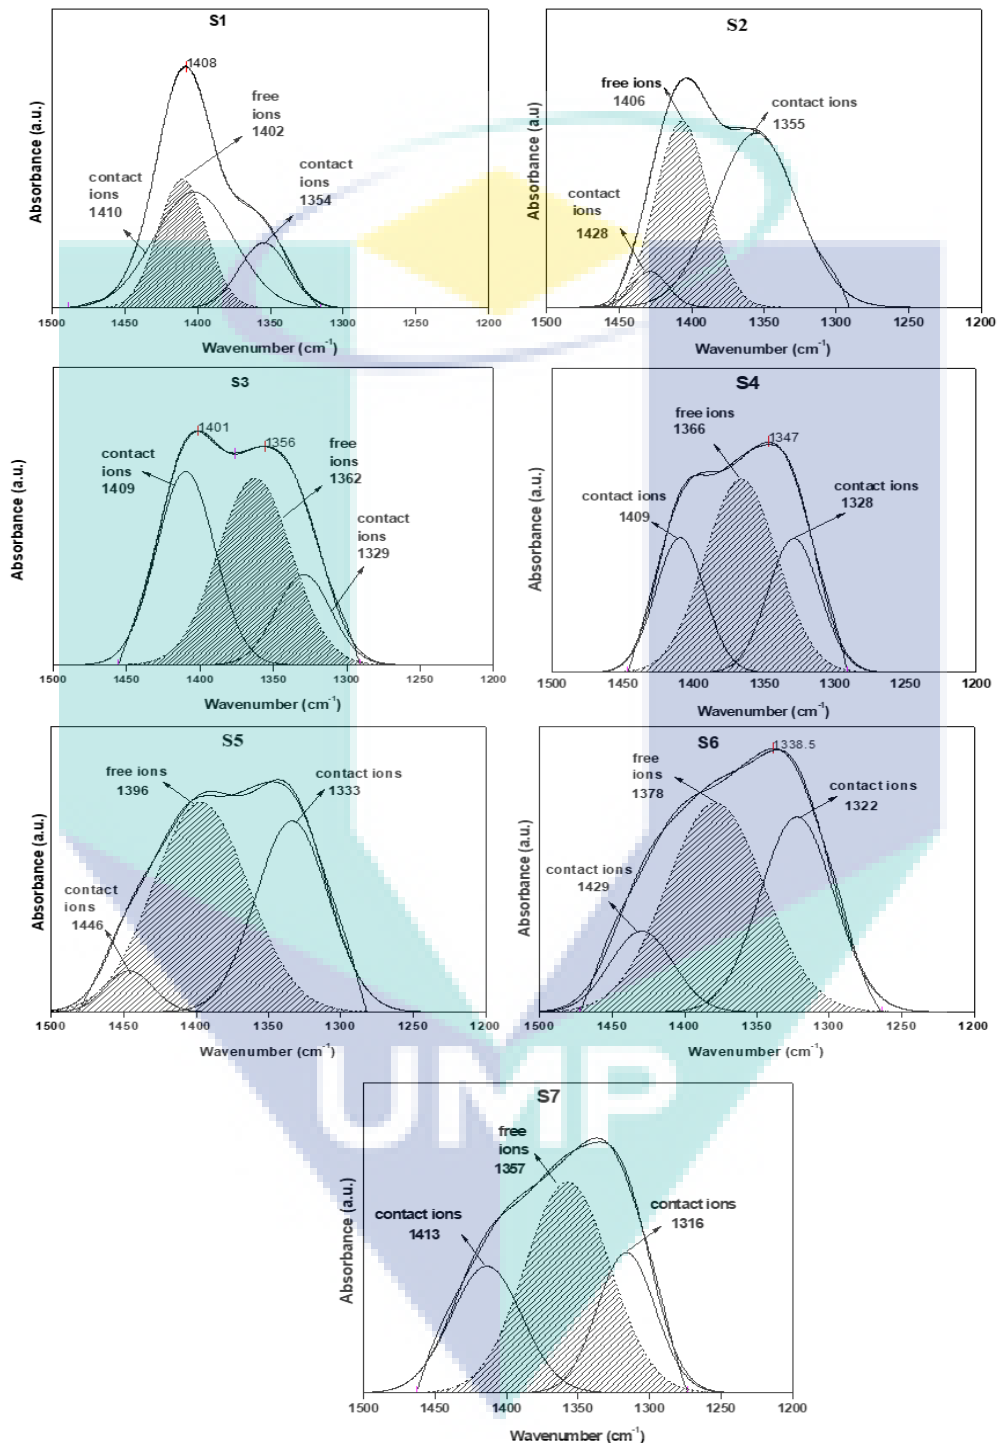 S1
1408
free
ions
1402
contact
ions
1354
contact
ions
1410
Absorbance (a.u.)
1500
1450
1400
1350
1300
1250
1200
Wavenumber (cm-1)
S2
free ions
1406
contact ions
1355
contact
ions
1428
Absorbance (a.u)
1500
1450
1400
1350
1300
1250
1200
Wavenumber (cm-1)
S3
1401
1356
free
ions
1362
contact
ions
1409
contact
ions
1329
Absorbance (a.u.)
1500
1450
1400
1350
1300
1250
1200
Wavenumber (cm-1)
S4
free ions
1366
1347
contact ions
1409
contact ions
1328
Absorbance (a.u.)
1500
1450
1400
1350
1300
1250
1200
Wavenumber (cm-1)
S5
free ions
1396
contact ions
1333
contact
ions
1446
Absorbance (a.u.)
1500
1450
1400
1350
1300
1250
1200
Wavenumber (cm-1)
S6
1338.5
free
ions
1378
contact ions
1322
contact ions
1429
Absorbance (a.u.)
1500
1450
1400
1350
1300
1250
1200
Wavenumber (cm-1)
UMP
S7
free
ions
1357
contact ions
1413
contact ions
1316
Absorbance (a.u.)
1500
1450
1400
1350
1300
1250
1200
Wavenumber (cm-1)